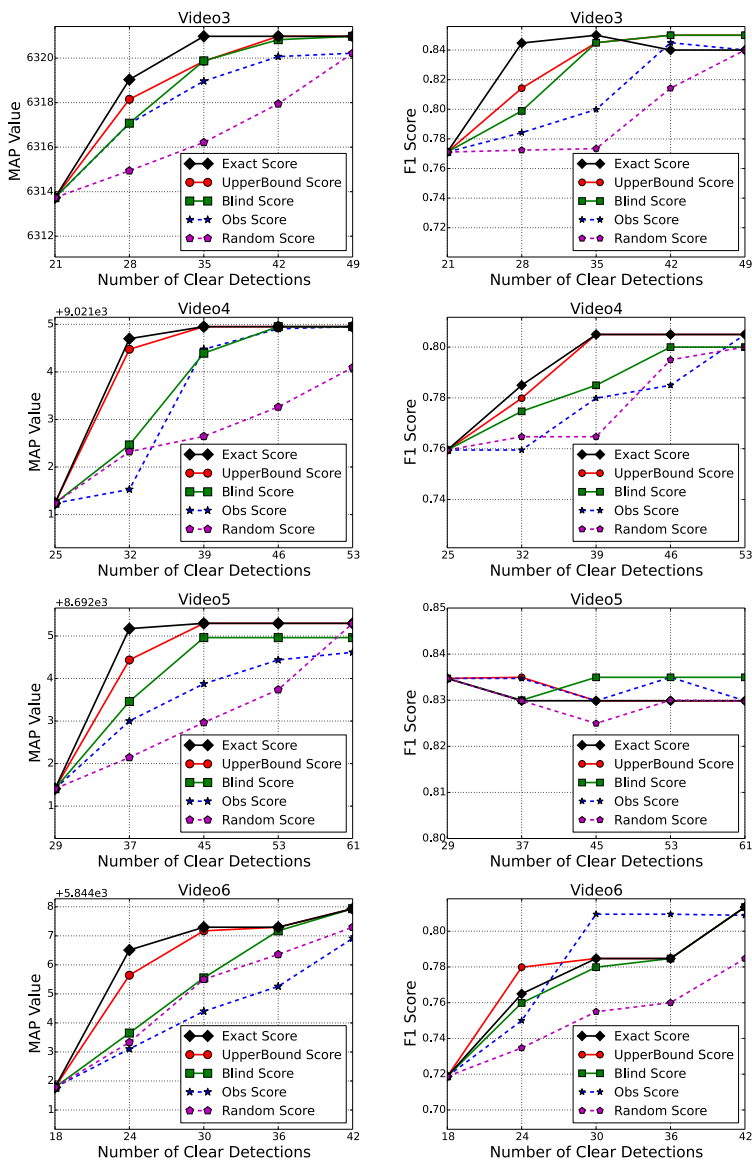 Video3
MAP Value
6320
6318
6316
6314
6312
Exact Score
UpperBound Score
Blind Score
Obs Score
Random Score
21 28 35 42 49
Number of Clear Detections
Video3
F1 Score
0.84
0.82
0.80
0.78
0.76
0.74
0.72
Exact Score
UpperBound Score
Blind Score
Obs Score
Random Score
21 28 35 42 49
Number of Clear Detections
Video4
+9.021e3
MAP Value
5
4
3
2
1
Exact Score
UpperBound Score
Blind Score
Obs Score
Random Score
25 32 39 46 53
Number of Clear Detections
Video4
F1 Score
0.80
0.78
0.76
0.74
Exact Score
UpperBound Score
Blind Score
Obs Score
Random Score
25 32 39 46 53
Number of Clear Detections
Video5
+8.692e3
MAP Value
5
4
3
2
1
Exact Score
UpperBound Score
Blind Score
Obs Score
Random Score
29 37 45 53 61
Number of Clear Detections
Video5
F1 Score
0.85
0.84
0.83
0.82
0.81
0.80
Exact Score
UpperBound Score
Blind Score
Obs Score
Random Score
29 37 45 53 61
Number of Clear Detections
Video6
+5.844e3
MAP Value
8
7
6
5
4
3
2
1
Exact Score
UpperBound Score
Blind Score
Obs Score
Random Score
18 24 30 36 42
Number of Clear Detections
Video6
F1 Score
0.80
0.78
0.76
0.74
0.72
0.70
Exact Score
UpperBound Score
Blind Score
Obs Score
Random Score
18 24 30 36 42
Number of Clear Detections